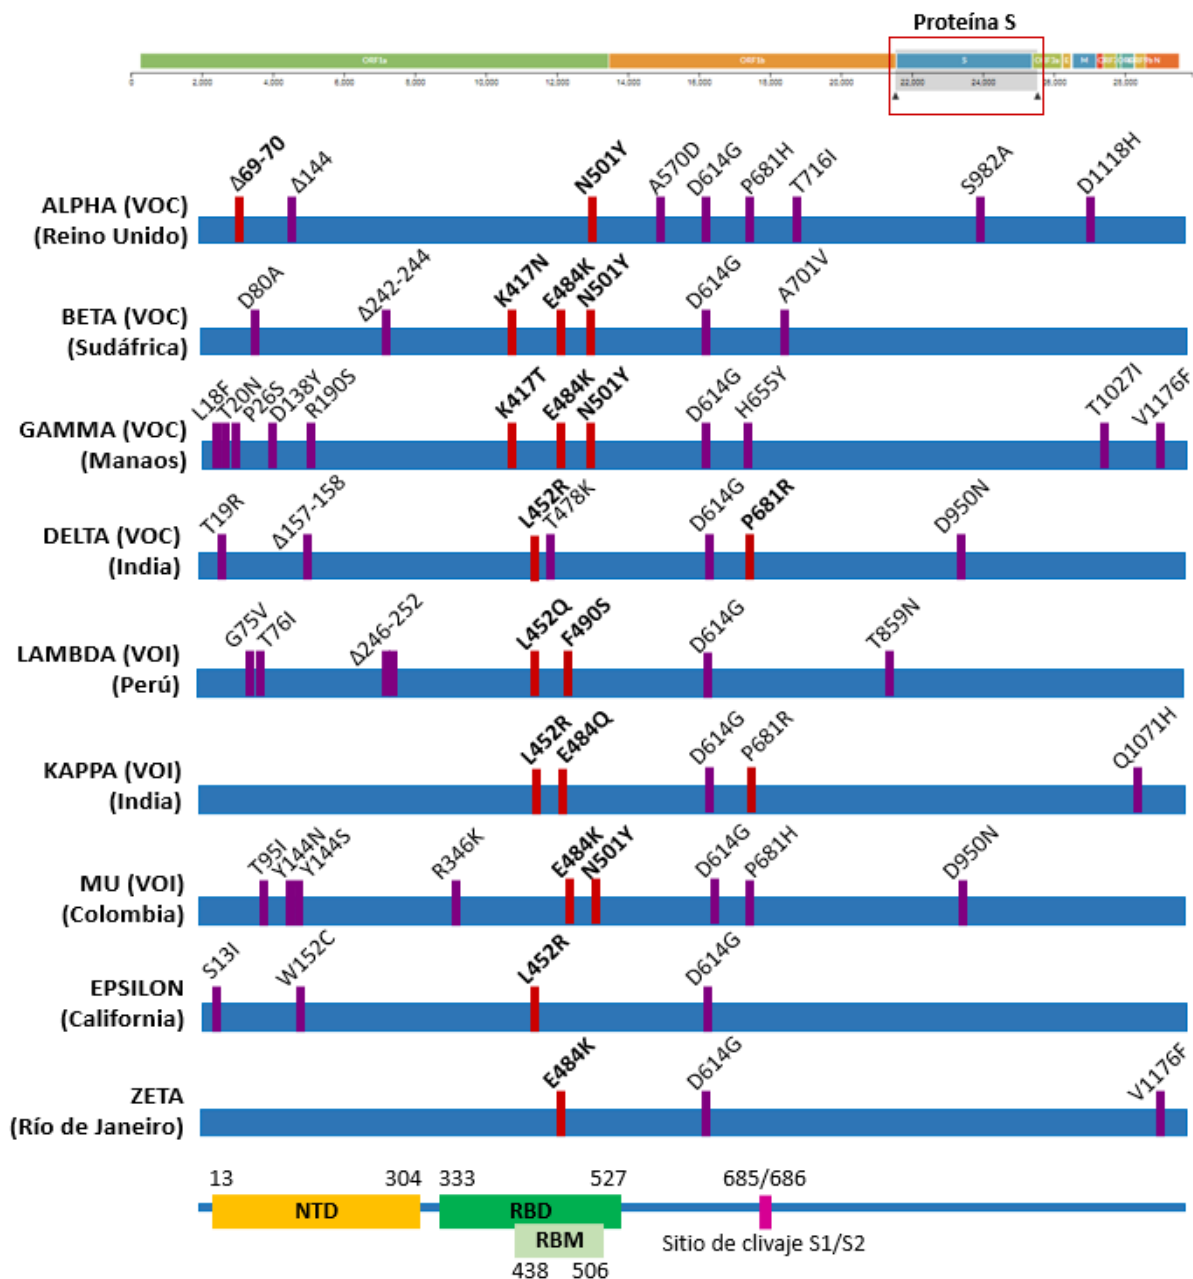 Proteína S
ORF1a ORF1b S ORF3a E M N
2,000 4,000 6,000 8,000 10,000 12,000 14,000 16,000 18,000 20,000 22,000 24,000 26,000 28,000
Δ69-70 Δ144 N501Y A570D D614G P681H T716I S982A D1118H
ALPHA (VOC)
(Reino Unido)
D80A Δ242-244 K417N E484K N501Y D614G A701V
BETA (VOC)
(Sudáfrica)
L18F T20N P26S D138Y R190S K417T E484K N501Y D614G H655Y T1027I V1176F
GAMMA (VOC)
(Manaos)
T19R Δ157-158 L452R T478K D614G P681R D950N
DELTA (VOC)
(India)
G75V T76I Δ246-252 L452Q F490S D614G T859N
LAMBDA (VOI)
(Perú)
L452R E484Q D614G P681R Q1071H
KAPPA (VOI)
(India)
T95I Y144N Y144S R346K E484K N501Y D614G P681H D950N
MU (VOI)
(Colombia)
S13I W152C L452R D614G
EPSILON
(California)
E484K D614G V1176F
ZETA
(Río de Janeiro)
13 304 333 527 685/686
NTD RBD
RBM Sitio de clivaje S1/S2
438 506